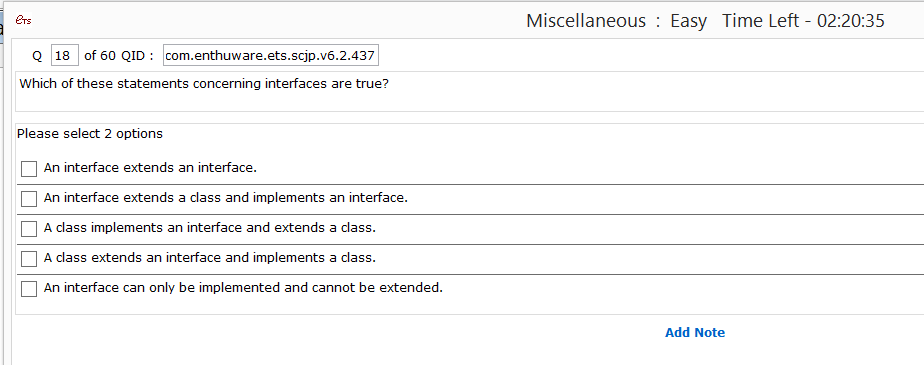 ETS
Miscellaneous : Easy Time Left - 02:20:35
Q 18 of 60 QID : com.enthuware.ets.scjp.v6.2.437
Which of these statements concerning interfaces are true?
Please select 2 options
An interface extends an interface.
An interface extends a class and implements an interface.
A class implements an interface and extends a class.
A class extends an interface and implements a class.
An interface can only be implemented and cannot be extended.
Add Note